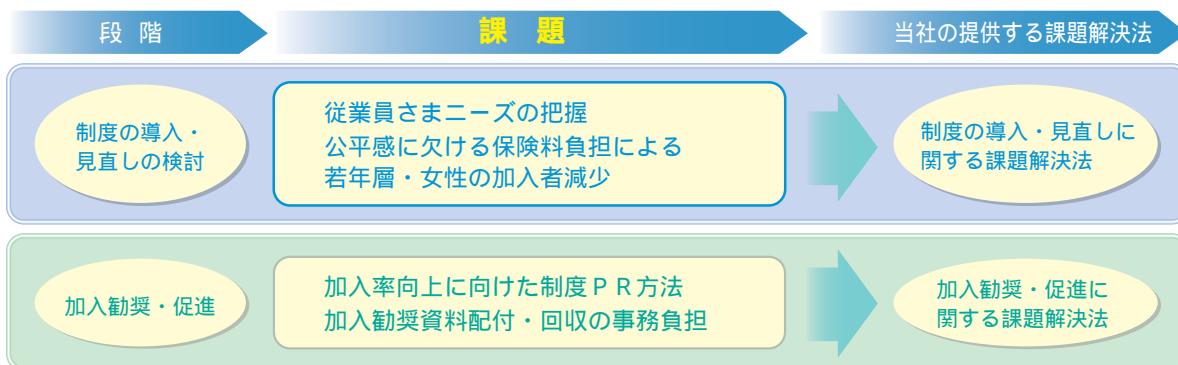 段 階
課 題
当社の提供する課題解決法
制度の導入・
見直しの検討
従業員さまニーズの把握
公平感に欠ける保険料負担による
若年層・女性の加入者減少
制度の導入・見直しに
関する課題解決法
加入勧奨・促進
加入率向上に向けた制度ＰＲ方法
加入勧奨資料配付・回収の事務負担
加入勧奨・促進に
関する課題解決法